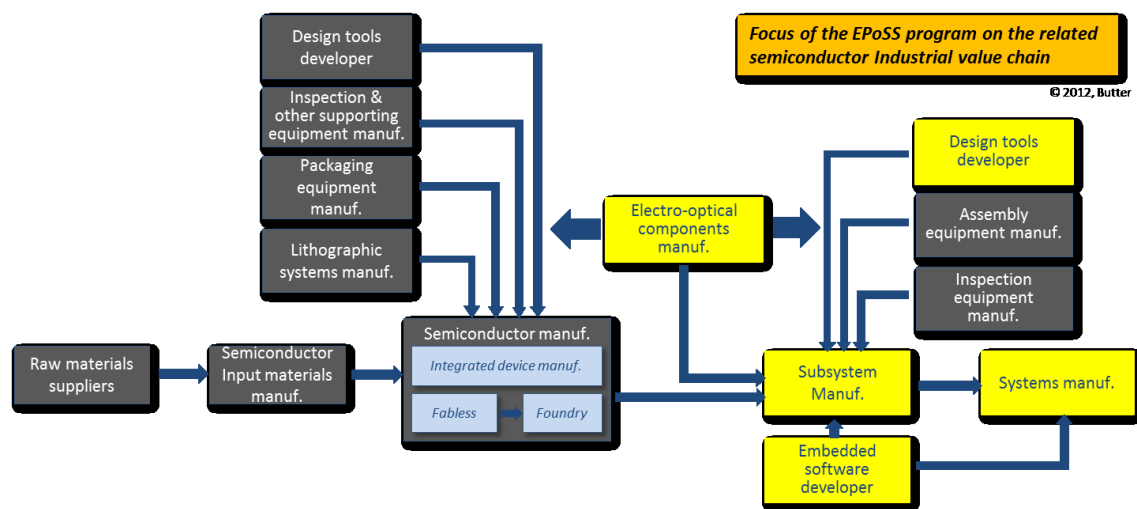 Focus of the EPoSS program on the related
semiconductor Industrial value chain
© 2012, Butter
Design tools
developer
Inspection &
other supporting
equipment manuf.
Packaging
equipment
manuf.
Lithographic
systems manuf.
Electro-optical
components
manuf.
Design tools
developer
Assembly
equipment manuf.
Inspection
equipment
manuf.
Raw materials
suppliers
Semiconductor
Input materials
manuf.
Semiconductor manuf.
Integrated device manuf.
Fabless
Foundry
Subsystem
Manuf.
Systems manuf.
Embedded
software
developer